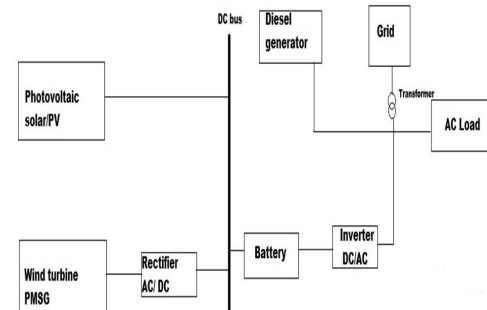 DC bus
Diesel
generator
Grid
Transformer
AC Load
Photovoltaic
solar/PV
Wind turbine
PMSG
Rectifier
AC/ DC
Battery
Inverter
DC/AC